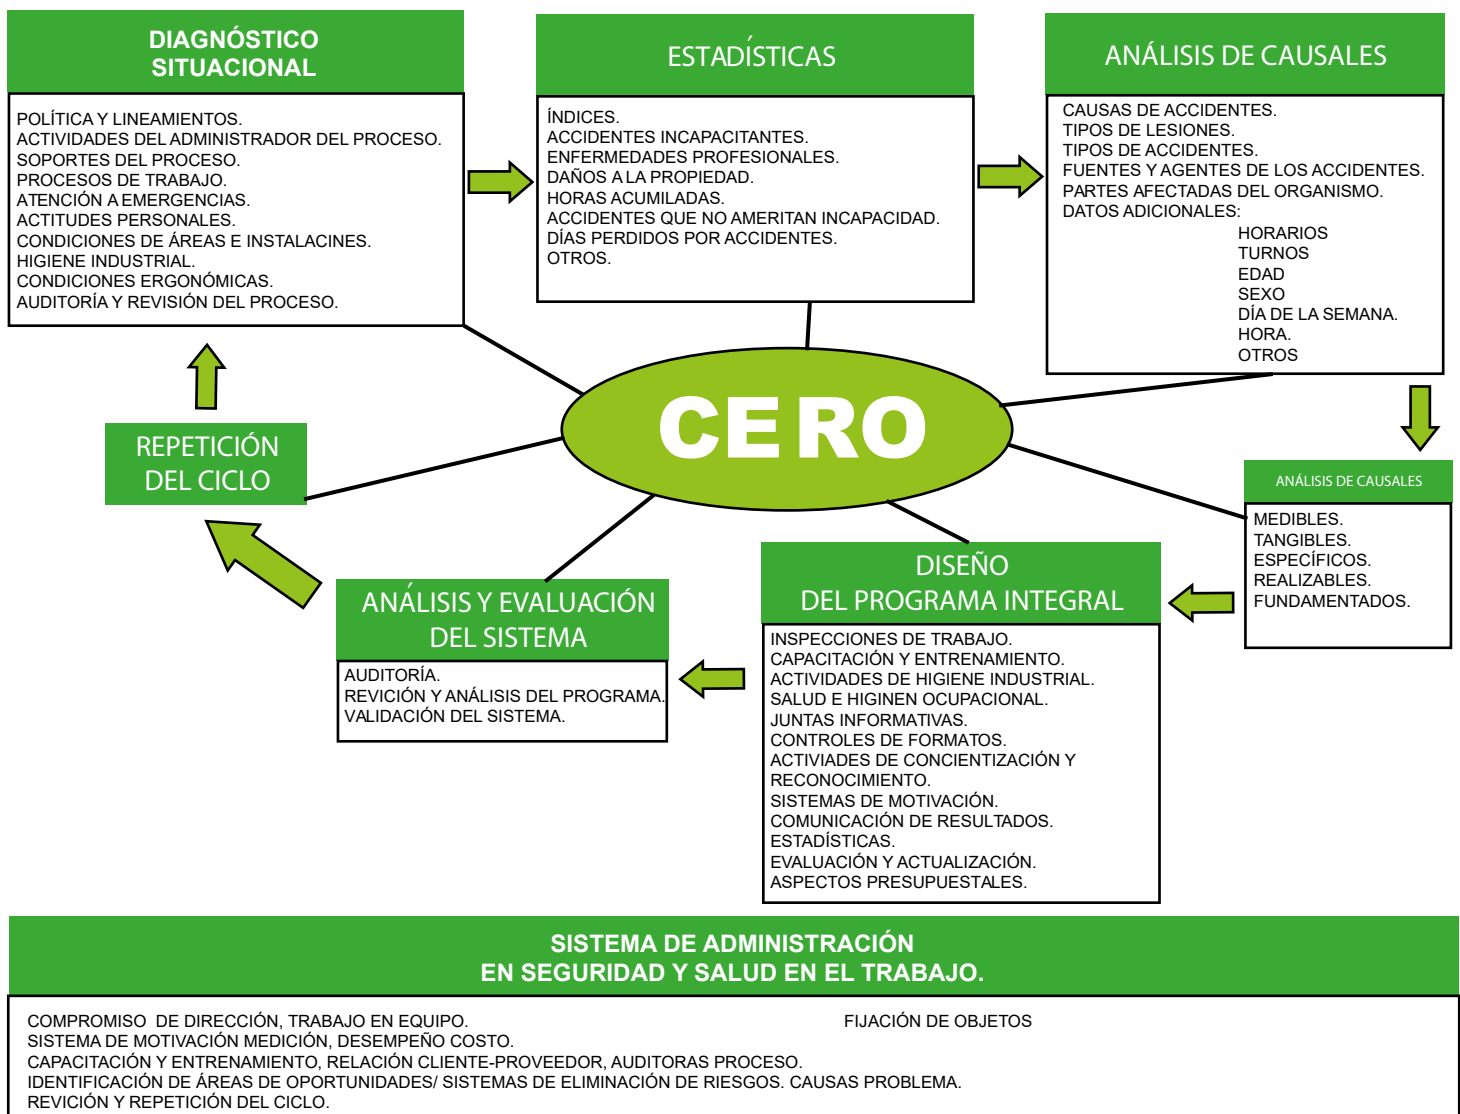 DIAGNÓSTICO
SITUACIONAL
POLÍTICA Y LINEAMIENTOS.
ACTIVIDADES DEL ADMINISTRADOR DEL PROCESO.
SOPORTES DEL PROCESO.
PROCESOS DE TRABAJO.
ATENCIÓN A EMERGENCIAS.
ACTITUDES PERSONALES.
CONDICIONES DE ÁREAS E INSTALACINES.
HIGIENE INDUSTRIAL.
CONDICIONES ERGONÓMICAS.
AUDITORÍA Y REVISIÓN DEL PROCESO.
ESTADÍSTICAS
ÍNDICES.
ACCIDENTES INCAPACITANTES.
ENFERMEDADES PROFESIONALES.
DAÑOS A LA PROPIEDAD.
HORAS ACUMILADAS.
ACCIDENTES QUE NO AMERITAN INCAPACIDAD.
DÍAS PERDIDOS POR ACCIDENTES.
OTROS.
ANÁLISIS DE CAUSALES
CAUSAS DE ACCIDENTES.
TIPOS DE LESIONES.
TIPOS DE ACCIDENTES.
FUENTES Y AGENTES DE LOS ACCIDENTES.
PARTES AFECTADAS DEL ORGANISMO.
DATOS ADICIONALES:
HORARIOS
TURNOS
EDAD
SEXO
DÍA DE LA SEMANA.
HORA.
OTROS
CERO
REPETICIÓN
DEL CICLO
ANÁLISIS DE CAUSALES
MEDIBLES.
TANGIBLES.
ESPECÍFICOS.
REALIZABLES.
FUNDAMENTADOS.
DISEÑO
DEL PROGRAMA INTEGRAL
INSPECCIONES DE TRABAJO.
CAPACITACIÓN Y ENTRENAMIENTO.
ACTIVIDADES DE HIGIENE INDUSTRIAL.
SALUD E HIGINEN OCUPACIONAL.
JUNTAS INFORMATIVAS.
CONTROLES DE FORMATOS.
ACTIVIADES DE CONCIENTIZACIÓN Y
RECONOCIMIENTO.
SISTEMAS DE MOTIVACIÓN.
COMUNICACIÓN DE RESULTADOS.
ESTADÍSTICAS.
EVALUACIÓN Y ACTUALIZACIÓN.
ASPECTOS PRESUPUESTALES.
ANÁLISIS Y EVALUACIÓN
DEL SISTEMA
AUDITORÍA.
REVICIÓN Y ANÁLISIS DEL PROGRAMA.
VALIDACIÓN DEL SISTEMA.
SISTEMA DE ADMINISTRACIÓN
EN SEGURIDAD Y SALUD EN EL TRABAJO.
COMPROMISO DE DIRECCIÓN, TRABAJO EN EQUIPO. FIJACIÓN DE OBJETOS
SISTEMA DE MOTIVACIÓN MEDICIÓN, DESEMPEÑO COSTO.
CAPACITACIÓN Y ENTRENAMIENTO, RELACIÓN CLIENTE-PROVEEDOR, AUDITORAS PROCESO.
IDENTIFICACIÓN DE ÁREAS DE OPORTUNIDADES/ SISTEMAS DE ELIMINACIÓN DE RIESGOS. CAUSAS PROBLEMA.
REVICIÓN Y REPETICIÓN DEL CICLO.